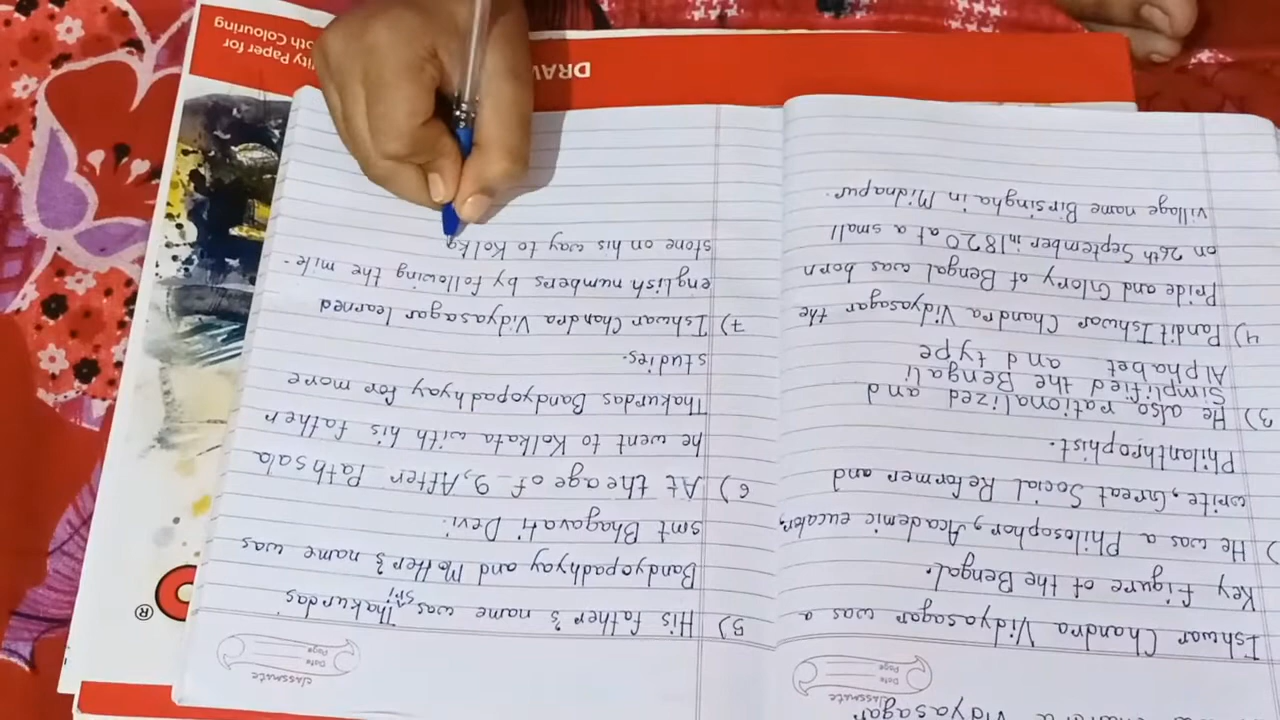 Vidyasagar
classmate
Date
Page
Ishwar Chandra Vidyasagar was a
Key Figure of the Bengal.
) He was a Philosopher, Academic eucator,
write, Great Social Reformer and
Philanthrophist.
3) He also rationalized and
Simplified the Bengali
Alphabet and type
4) Pandit Ishwar Chandra Vidyasagar the
Pride and Glory of Bengal was born
on 26th September in 1820 at a small
village name Birsingha in Midnapur.
classmate
Date
Page
5) His father's name was Sri Thakurdas
Bandyopadhyay and Mother's name was
smt Bhagavati Devi.
6) At the age of 9, After Pathsala
he went to Kolkata with his father
Thakurdas Bandyopadhyay for more
studies.
7) Ishwar Chandra Vidyasagar learned
english numbers by following the mile-
stone on his way to Kolka
DRAW
ity Paper for
oth Colouring
®